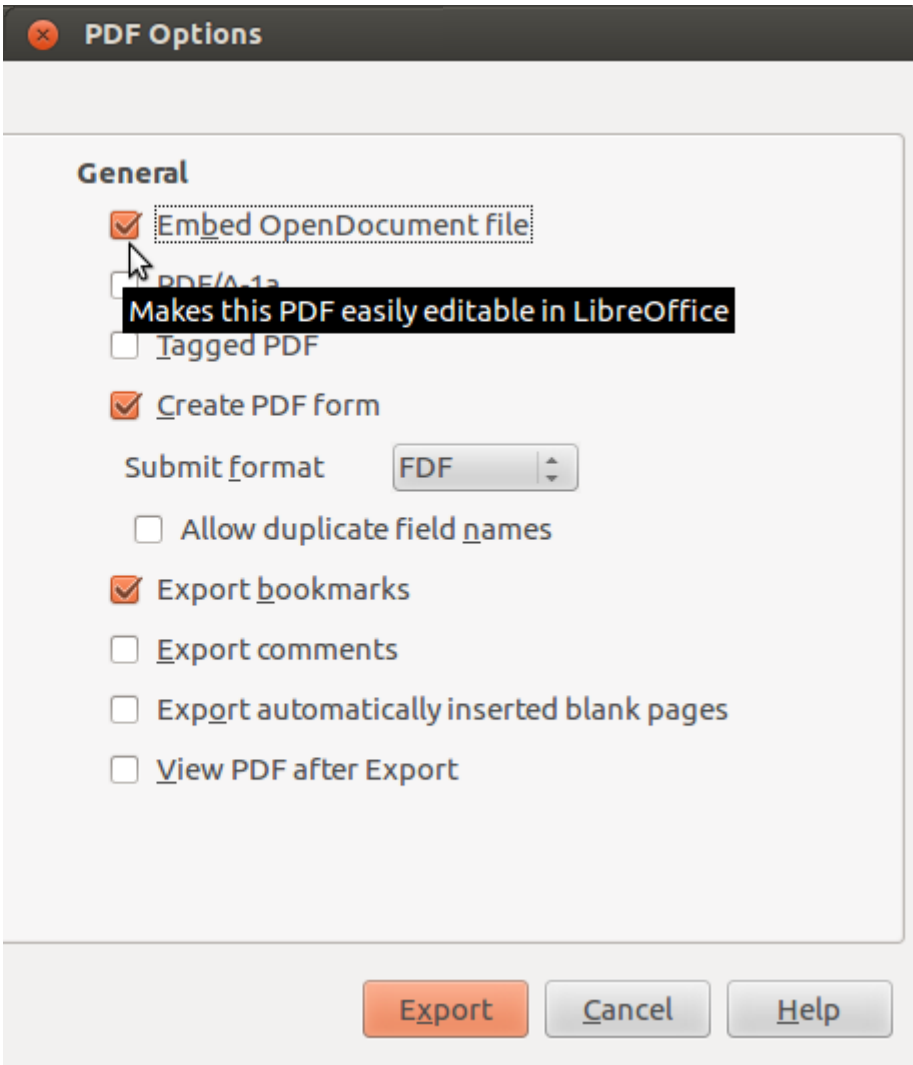 PDF Options
General
Embed OpenDocument file
PDF/A-1a
Makes this PDF easily editable in LibreOffice
Tagged PDF
Create PDF form
Submit format FDF
Allow duplicate field names
Export bookmarks
Export comments
Export automatically inserted blank pages
View PDF after Export
Export Cancel Help